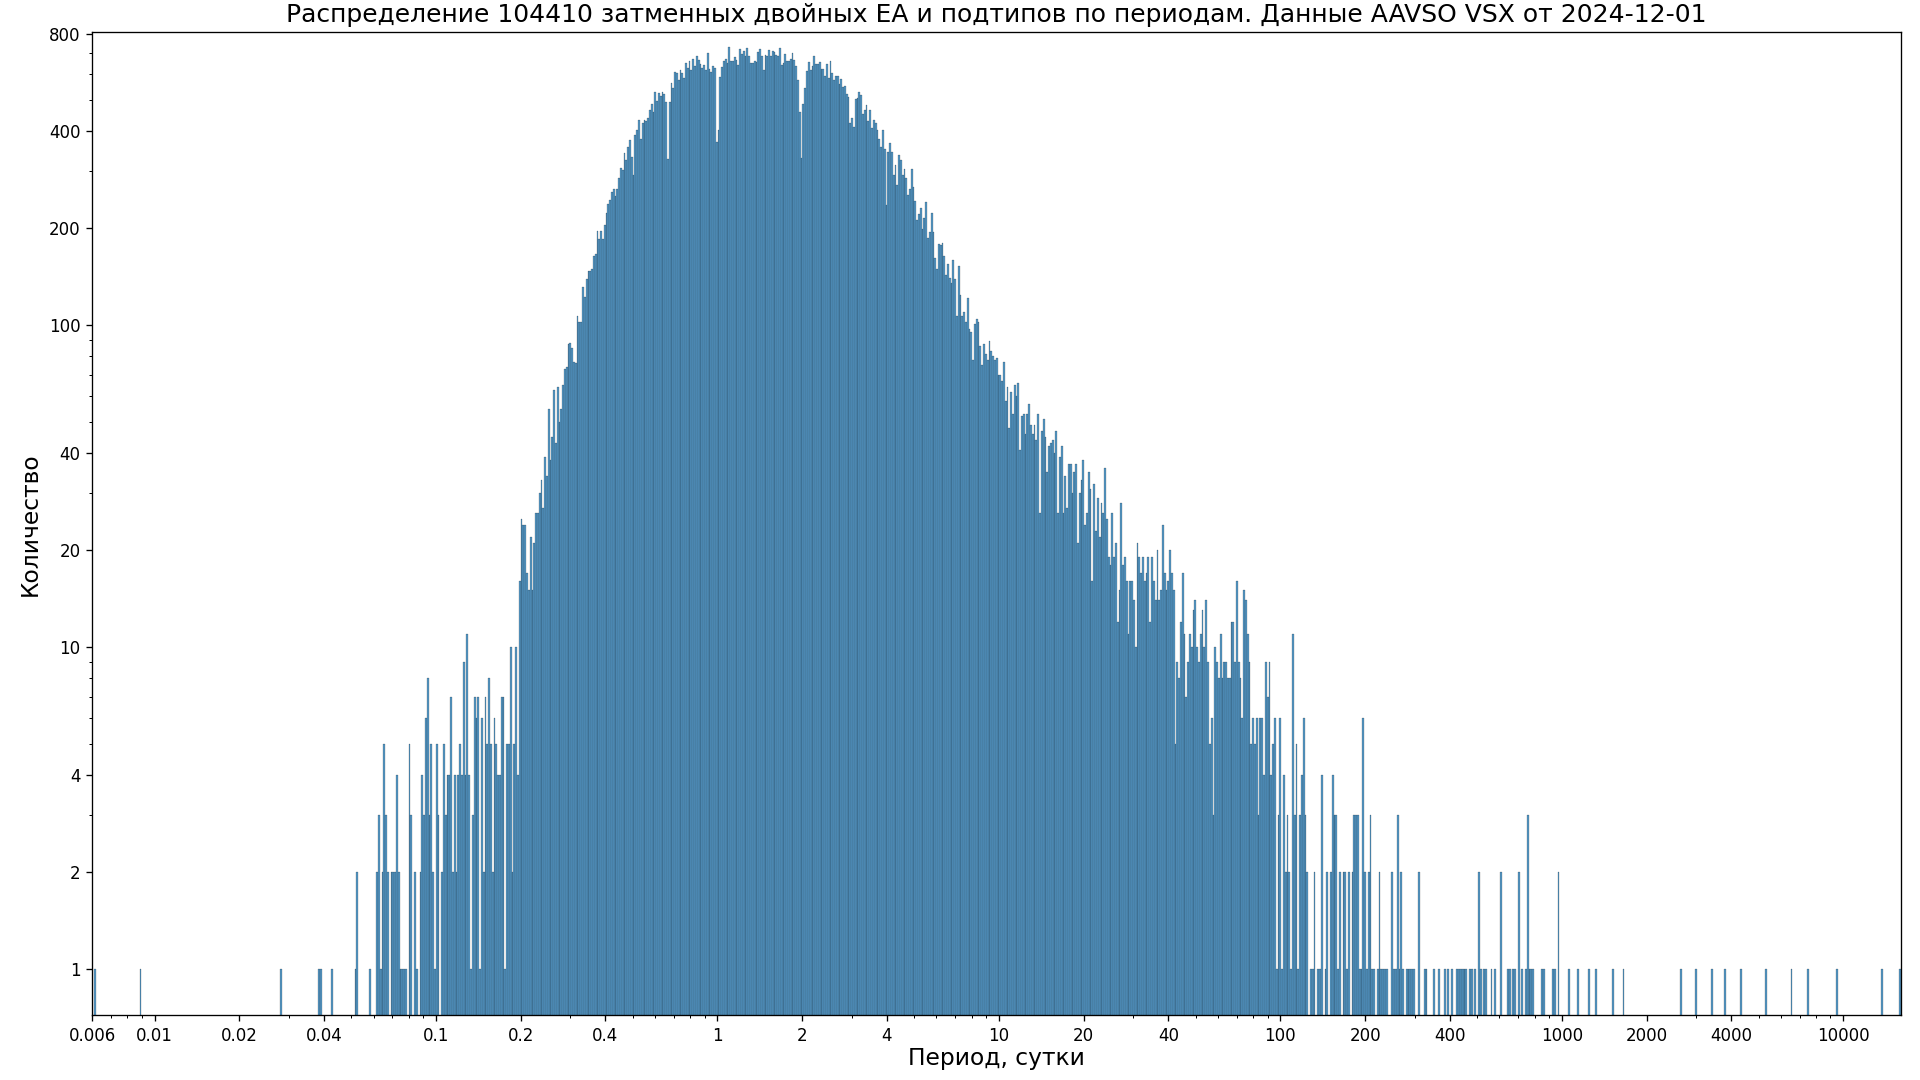 Распределение 104410 затменных двойных EA и подтипов по периодам. Данные AAVSO VSX от 2024-12-01
Количество
800
400
200
100
40
20
10
4
2
1
0.006 0.01 0.02 0.04 0.1 0.2 0.4 1 2 4 10 20 40 100 200 400 1000 2000 4000 10000
Период, сутки